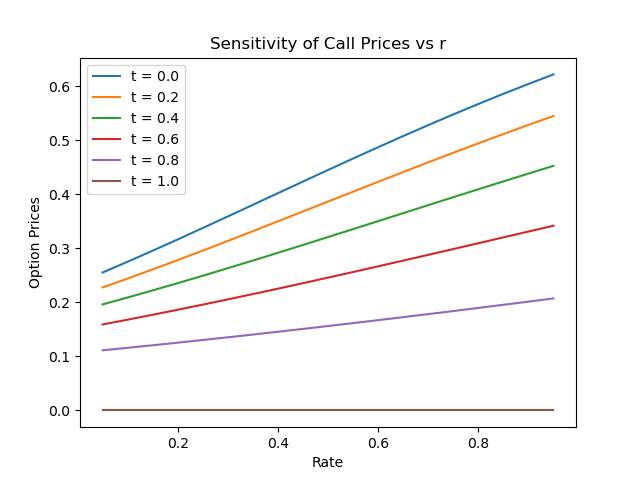 Sensitivity of Call Prices vs r
t = 0.0
t = 0.2
t = 0.4
t = 0.6
t = 0.8
t = 1.0
Option Prices
0.6
0.5
0.4
0.3
0.2
0.1
0.0
0.2 0.4 0.6 0.8
Rate